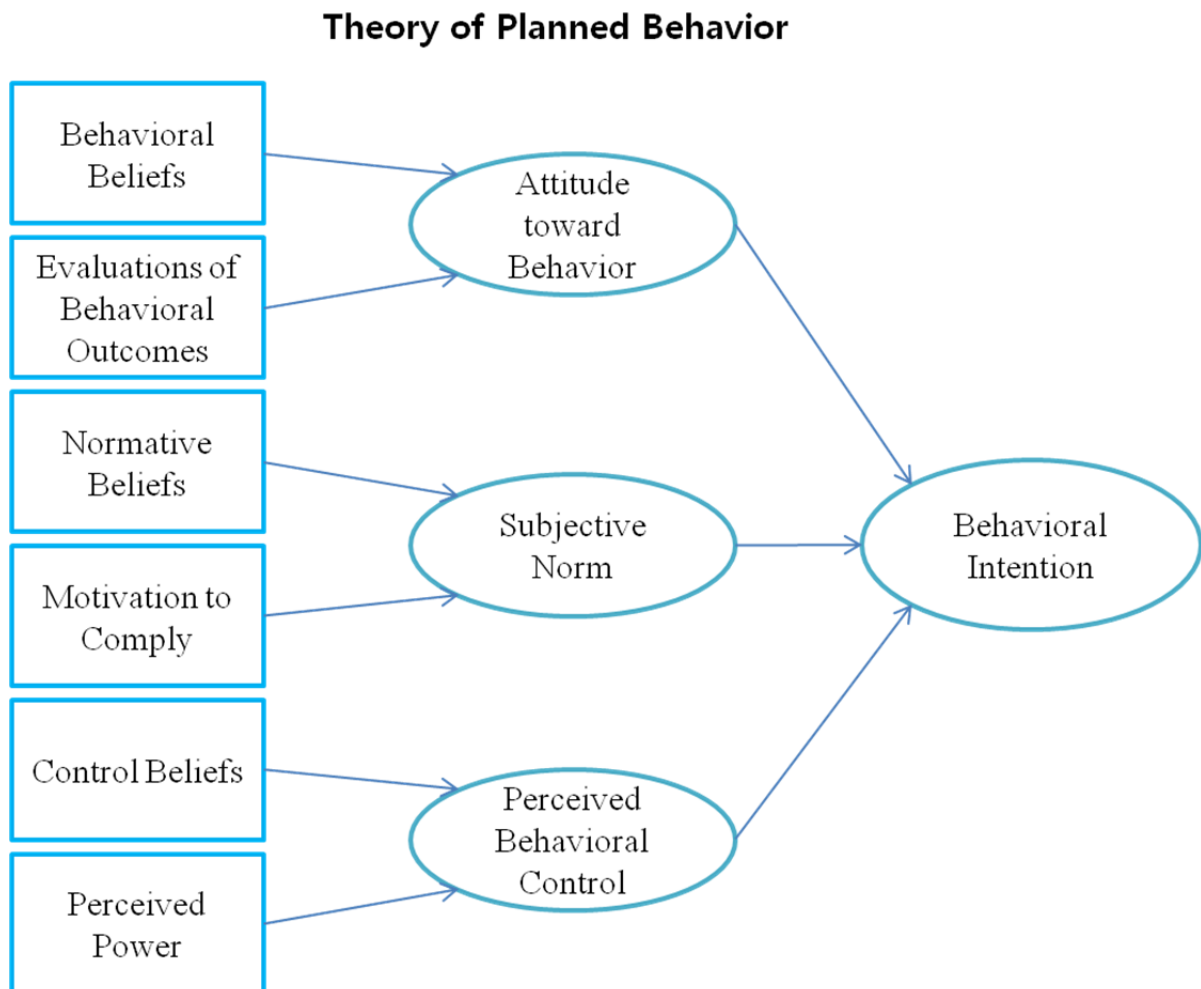 Theory of Planned Behavior
Behavioral
Beliefs
Evaluations of
Behavioral
Outcomes
Normative
Beliefs
Motivation to
Comply
Control Beliefs
Perceived
Power
Attitude
toward
Behavior
Subjective
Norm
Perceived
Behavioral
Control
Behavioral
Intention